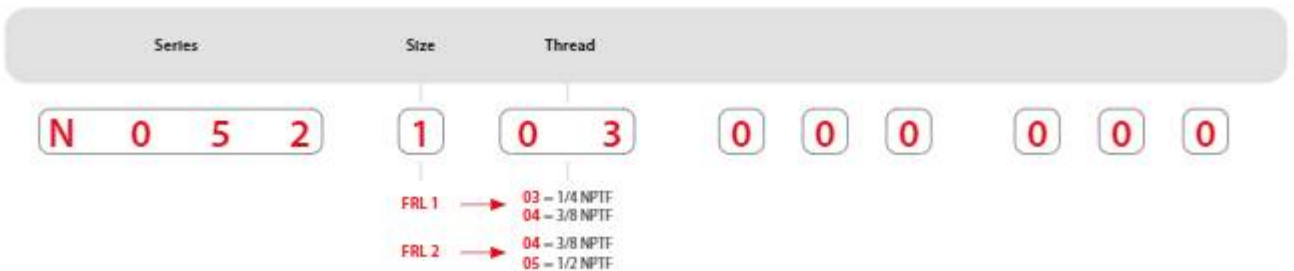 Series Size Thread
N 0 5 2 1 0 3 0 0 0 0 0 0
FRL 1 03 = 1/4 NPTF
04 = 3/8 NPTF
FRL 2 04 = 3/8 NPTF
05 = 1/2 NPTF